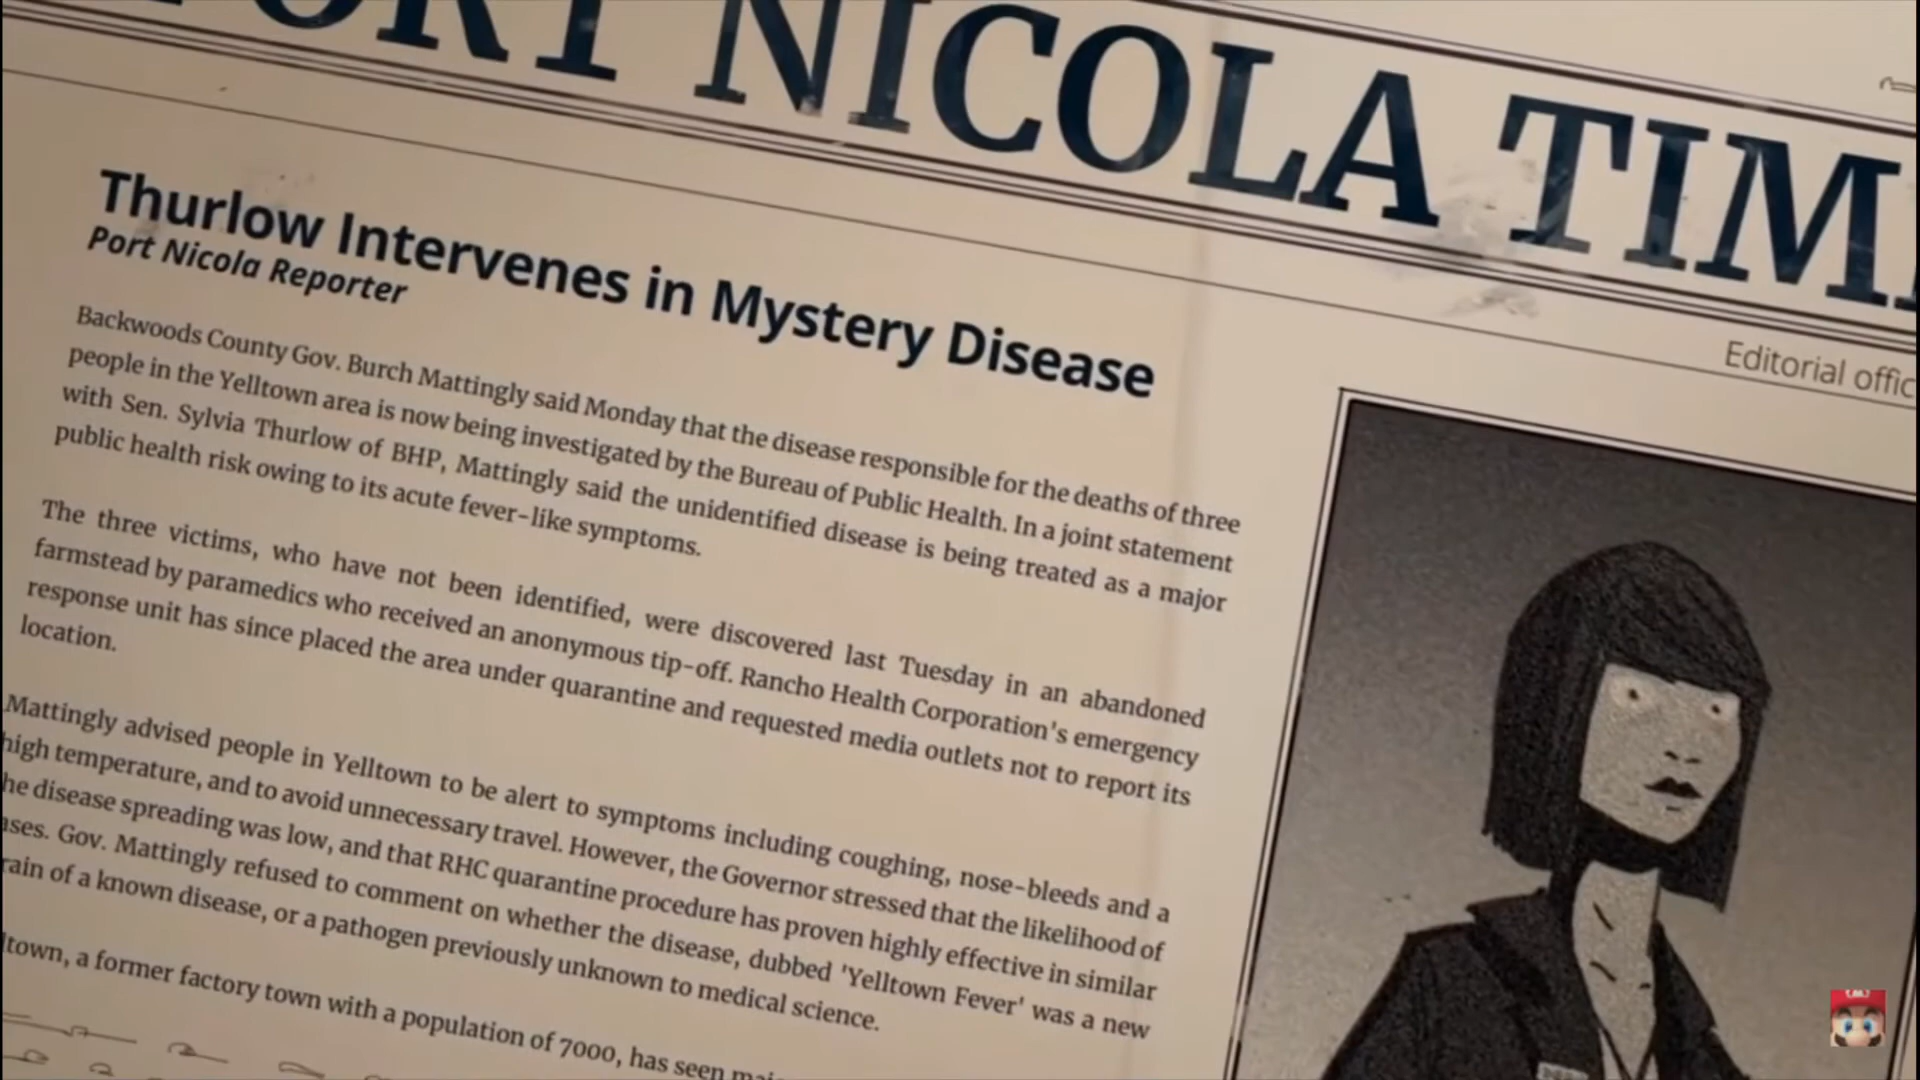 PORT NICOLA TIM
Thurlow Intervenes in Mystery Disease
Port Nicola Reporter
Editorial offic
Backwoods County Gov. Burch Mattingly said Monday that the disease responsible for the deaths of three
people in the Yelltown area is now being investigated by the Bureau of Public Health. In a joint statement
with Sen. Sylvia Thurlow of BHP, Mattingly said the unidentified disease is being treated as a major
public health risk owing to its acute fever-like symptoms.
The three victims, who have not been identified, were discovered last Tuesday in an abandoned
farmstead by paramedics who received an anonymous tip-off. Rancho Health Corporation's emergency
response unit has since placed the area under quarantine and requested media outlets not to report its
location.
Mattingly advised people in Yelltown to be alert to symptoms including coughing, nose-bleeds and a
high temperature, and to avoid unnecessary travel. However, the Governor stressed that the likelihood of
he disease spreading was low, and that RHC quarantine procedure has proven highly effective in similar
ases. Gov. Mattingly refused to comment on whether the disease, dubbed 'Yelltown Fever' was a new
rain of a known disease, or a pathogen previously unknown to medical science.
ltown, a former factory town with a population of 7000, has seen